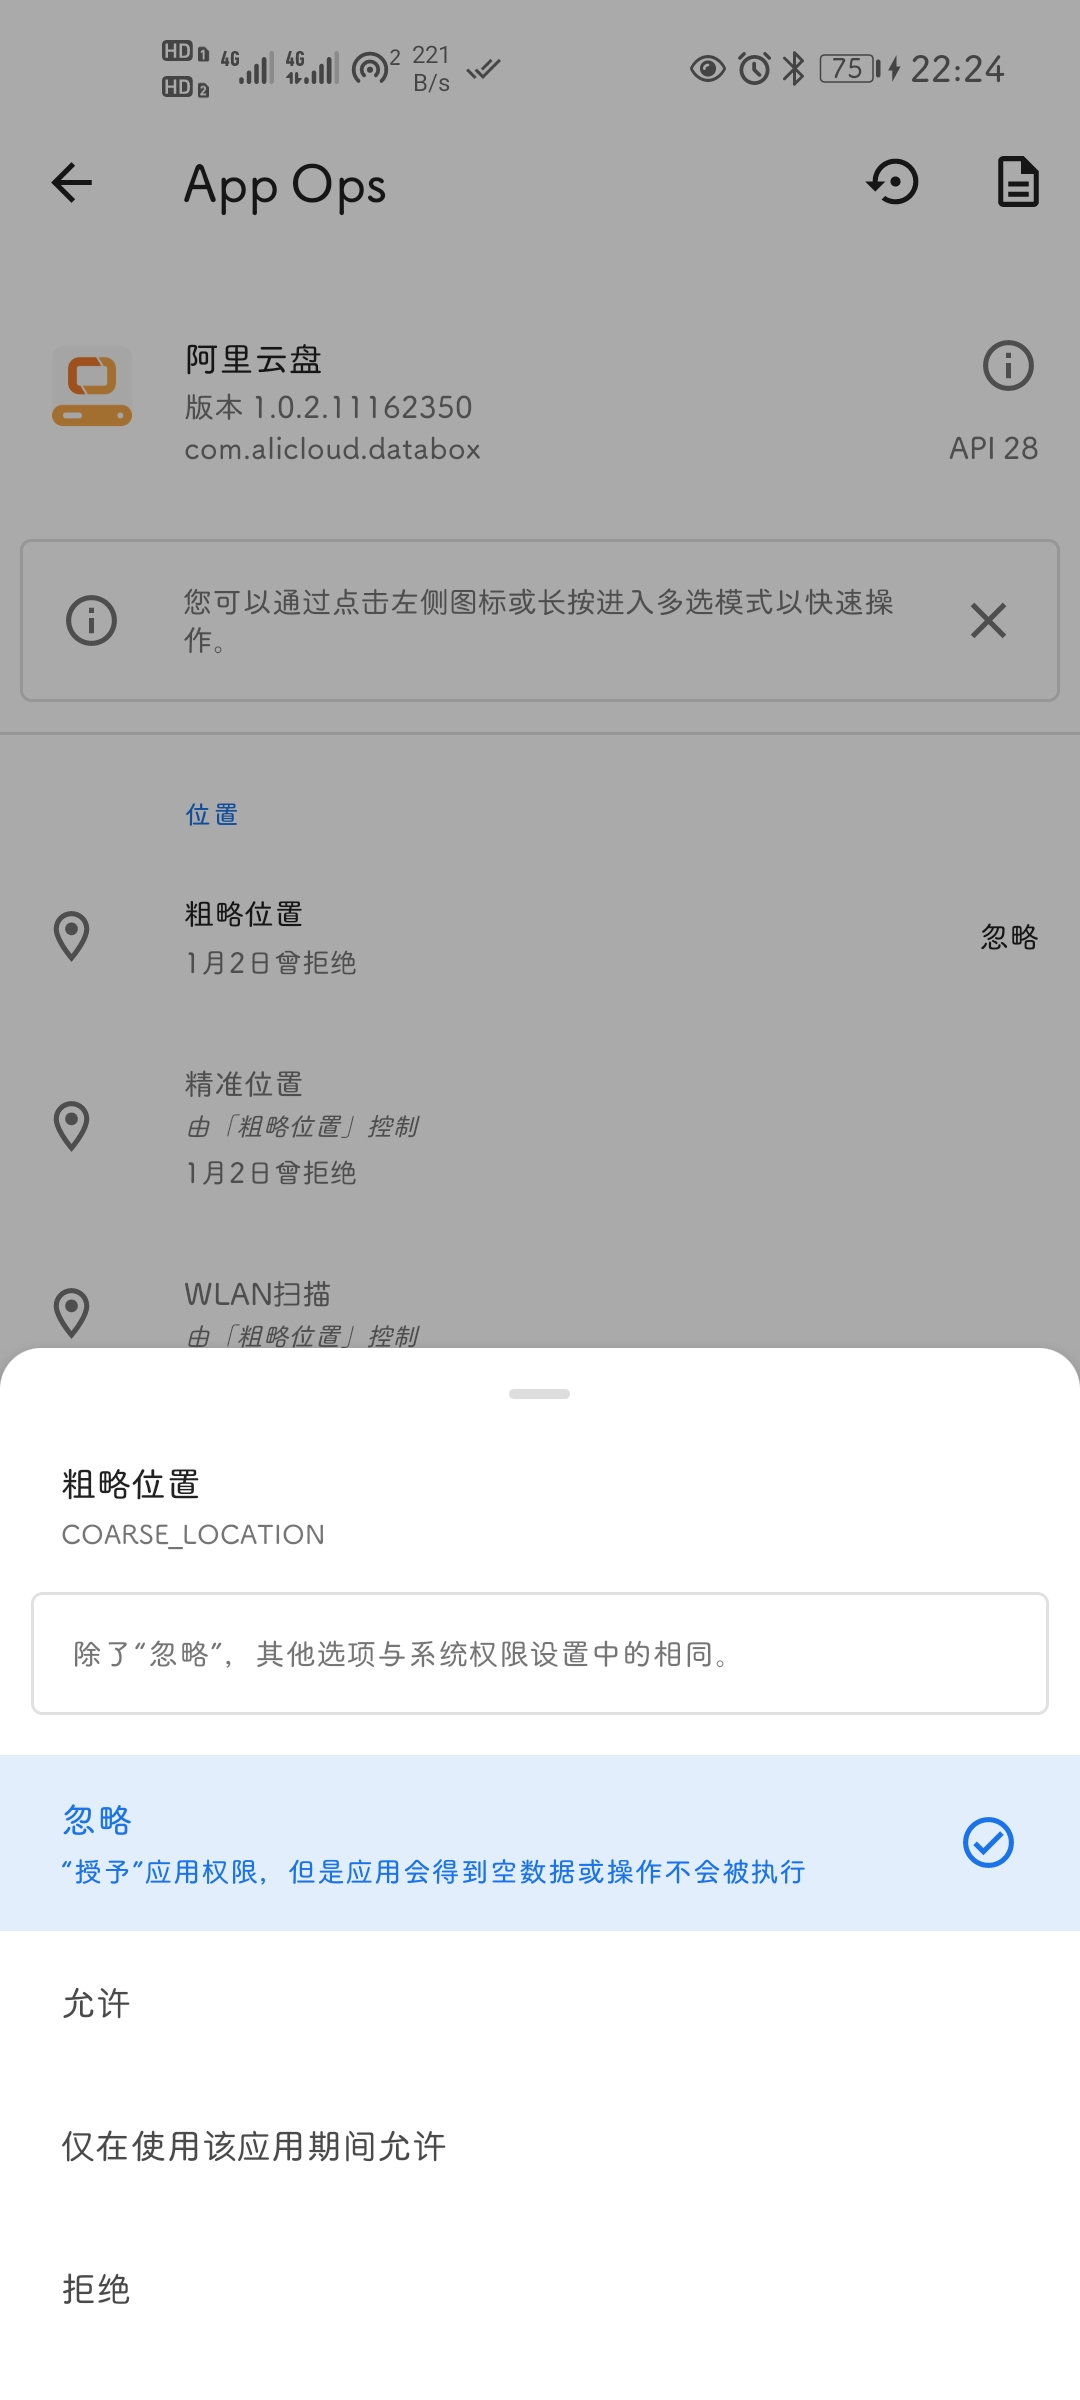 HD 1 4G 4G 2 221 75 22:24
HD 2 B/s
App Ops
阿里云盘
版本 1.0.2.11162350
com.alicloud.databox
API 28
您可以通过点击左侧图标或长按进入多选模式以快速操
作。
位置
粗略位置
1月2日曾拒绝
忽略
精准位置
由「粗略位置」控制
1月2日曾拒绝
WLAN扫描
由「粗略位置」控制
粗略位置
COARSE_LOCATION
除了“忽略”，其他选项与系统权限设置中的相同。
忽略
“授予”应用权限，但是应用会得到空数据或操作不会被执行
允许
仅在使用该应用期间允许
拒绝